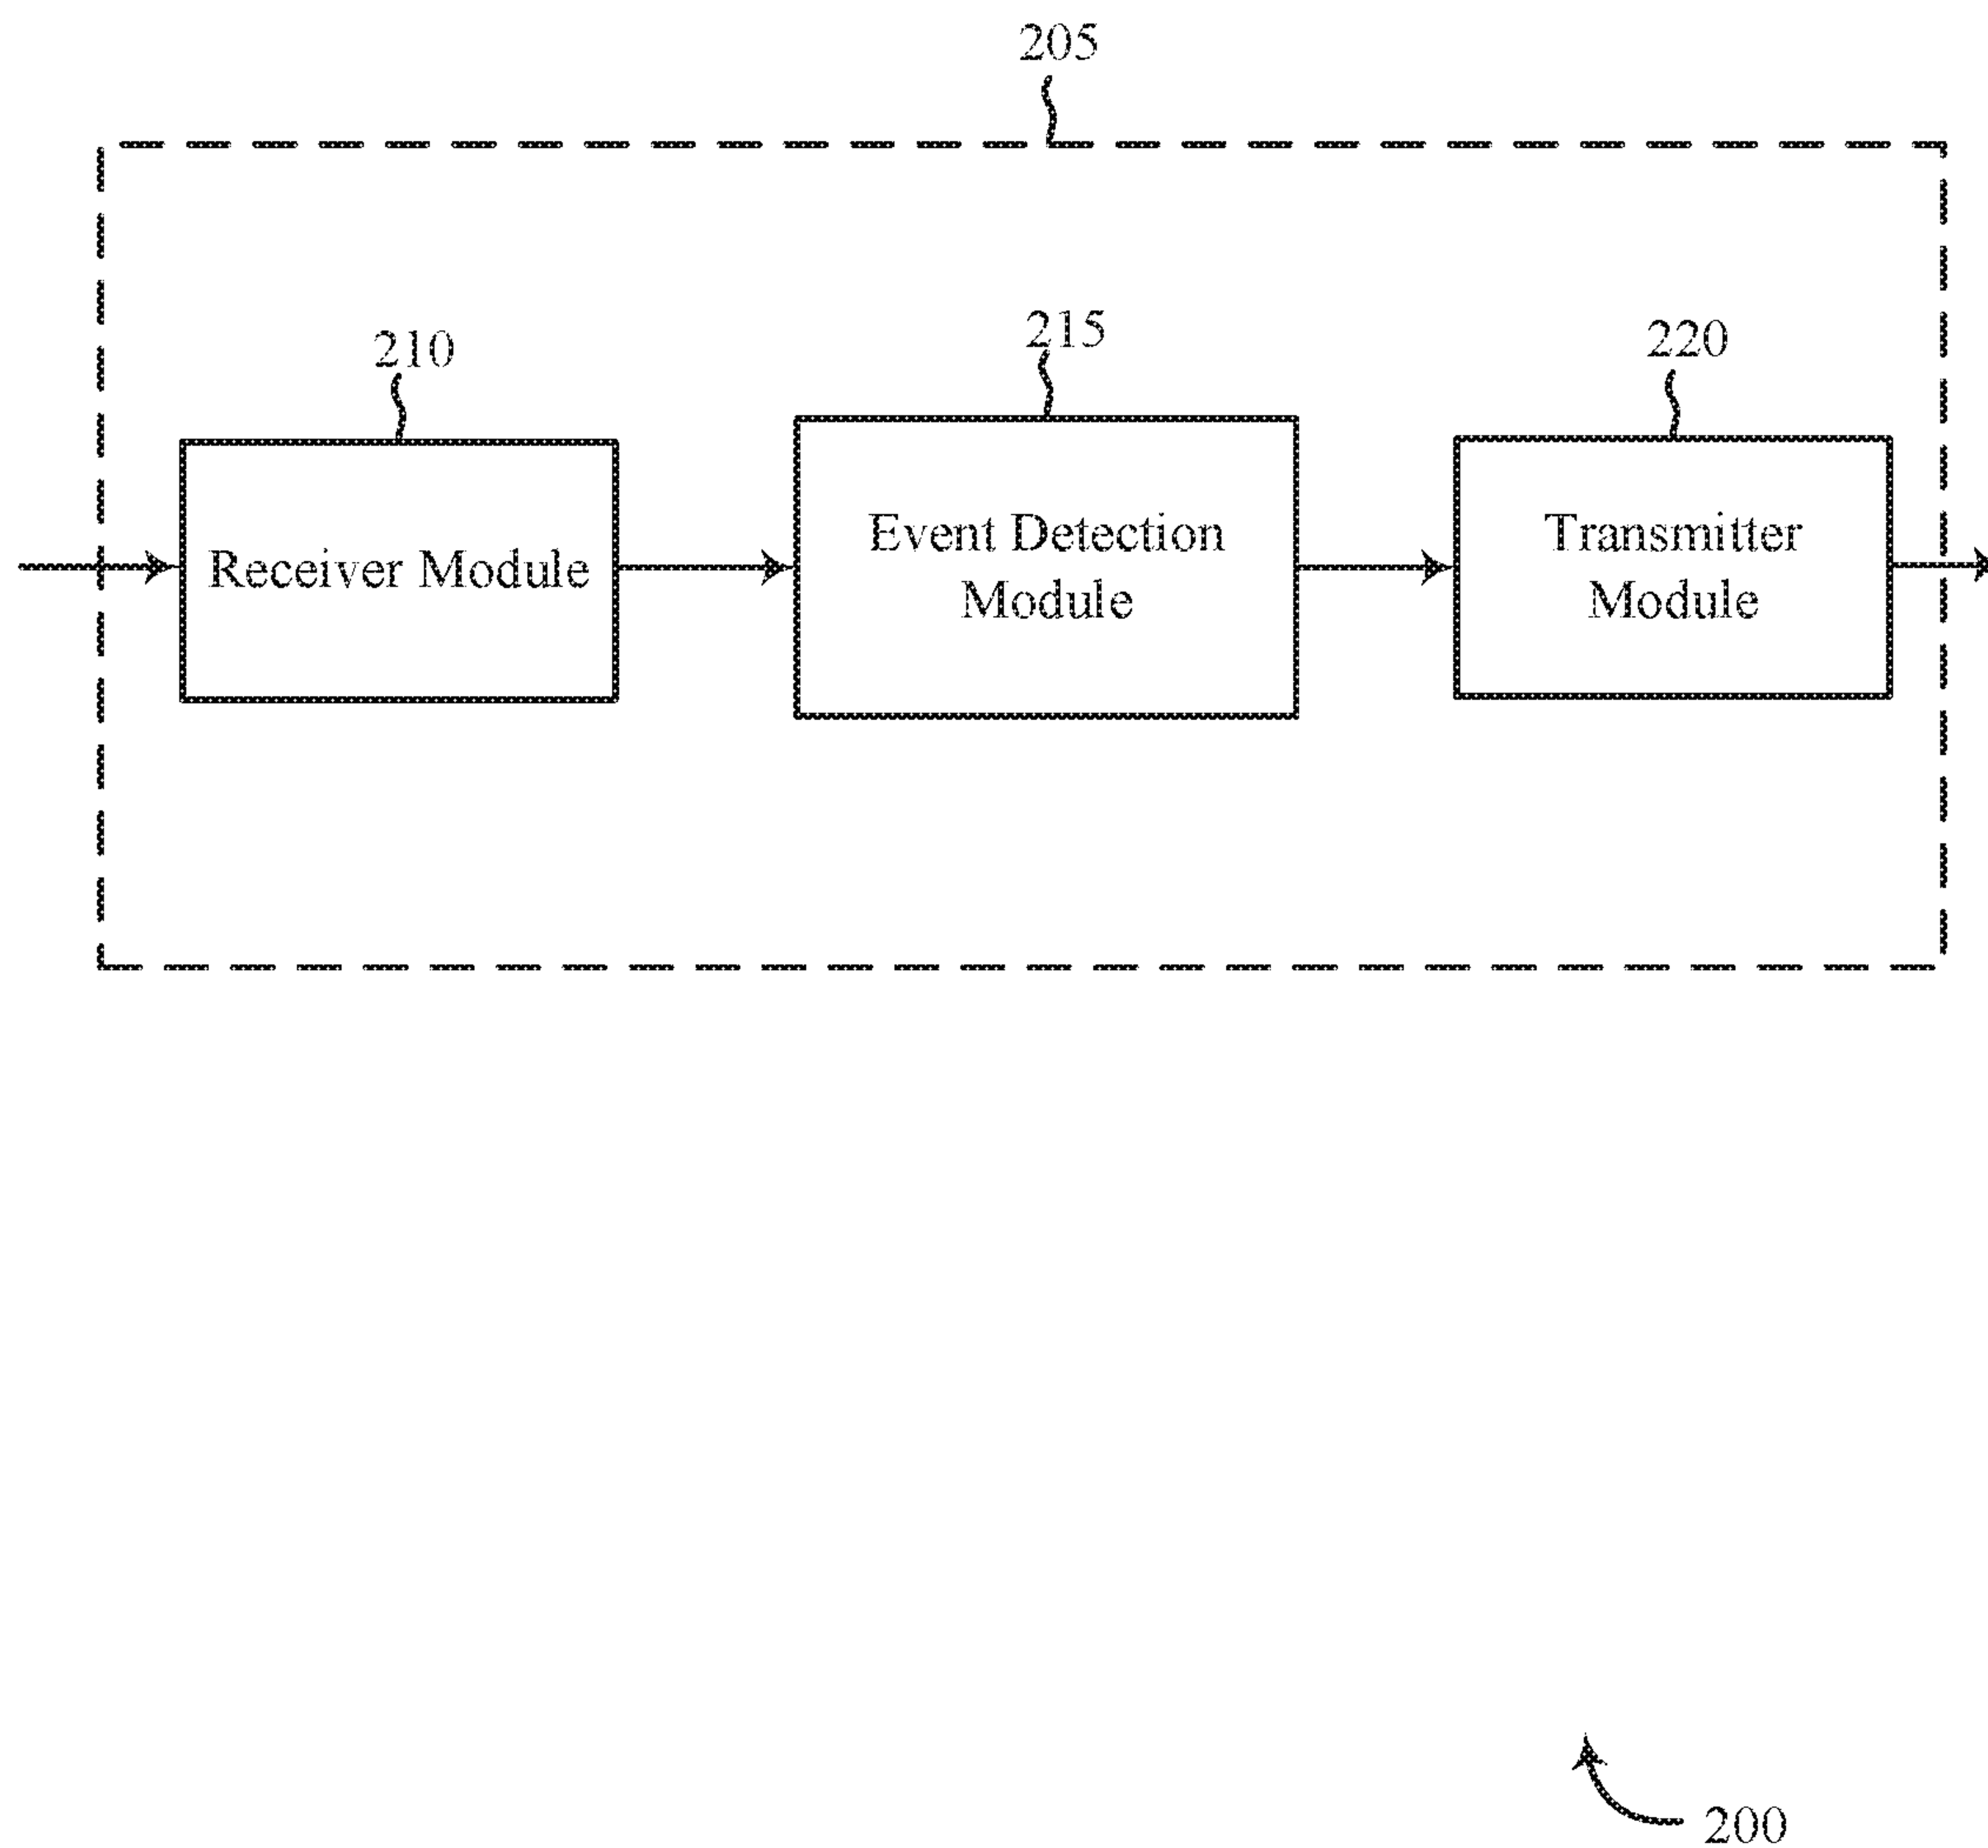 205
210
215
220
Receiver Module
Event Detection
Module
Transmitter
Module
200